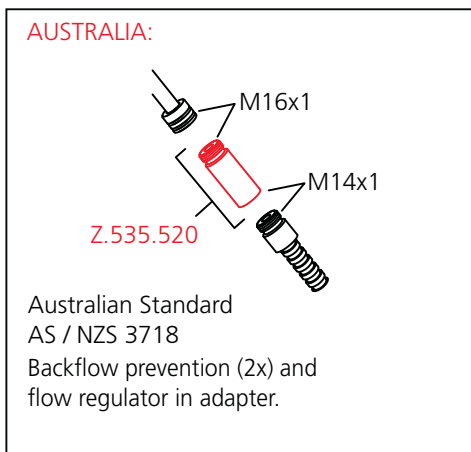 AUSTRALIA:
M16x1
M14x1
Z.535.520
Australian Standard
AS / NZS 3718
Backflow prevention (2x) and
flow regulator in adapter.